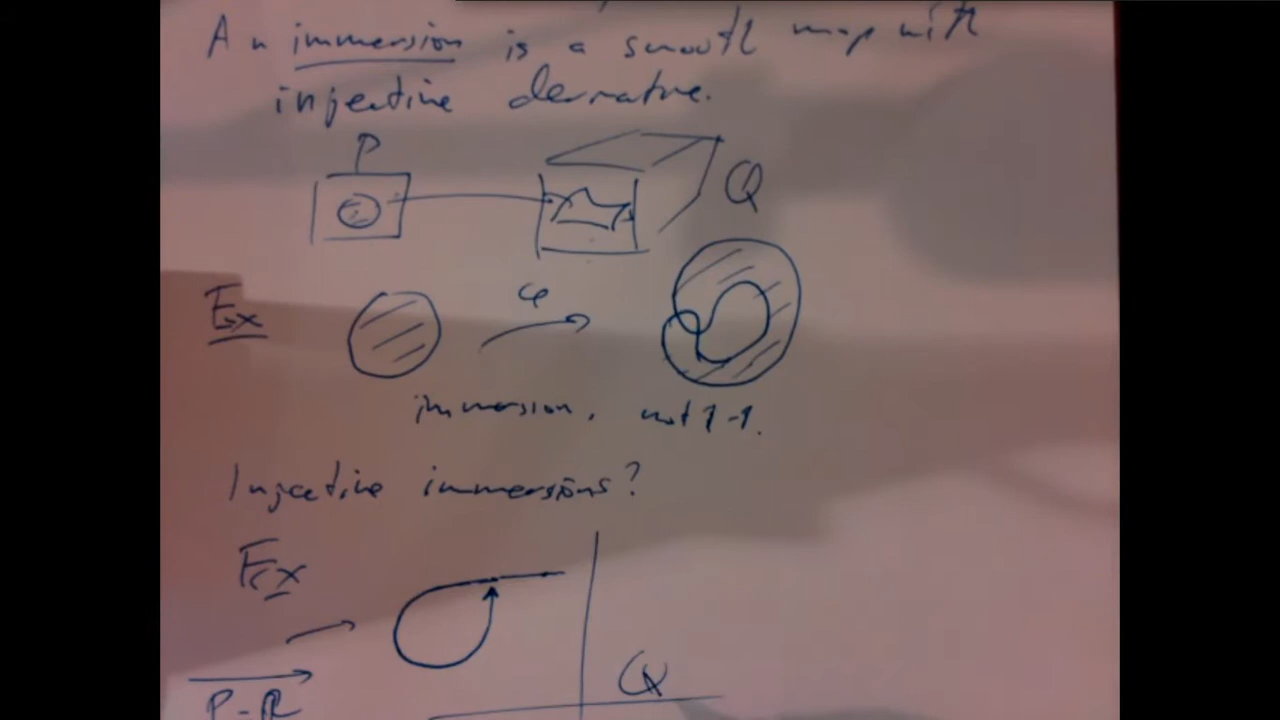 An immersion is a smooth map with
injective derivative.
P
Q
Ex
φ
immersion, not 1-1.
Injective immersions?
Ex
Q
P=R